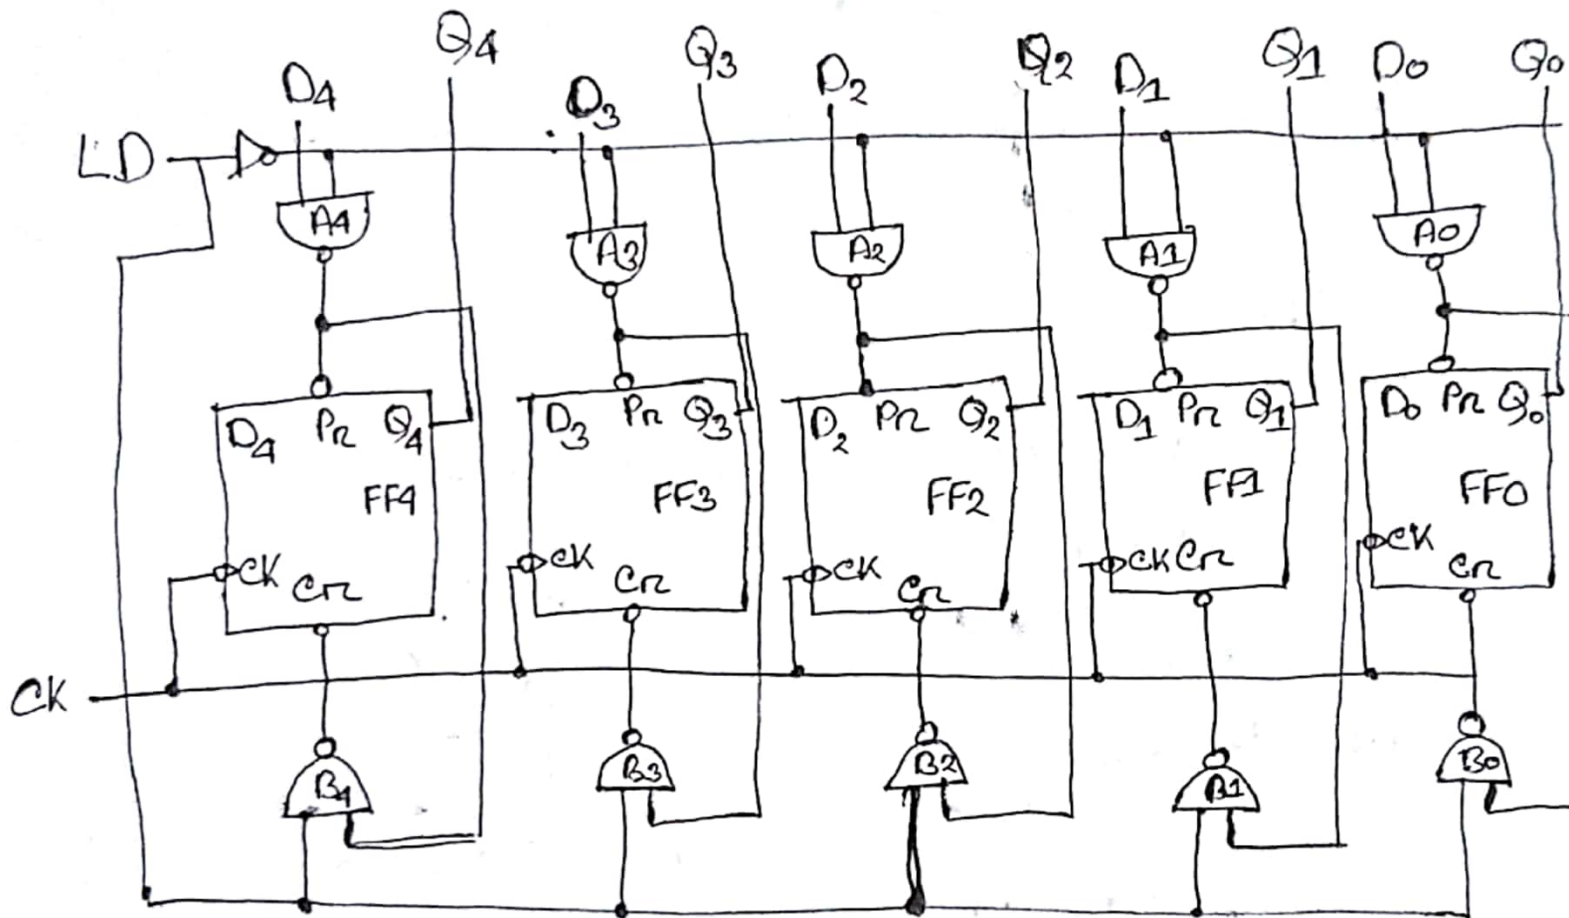 Q4 Q3 Q2 Q1 Q0
D4 D3 D2 D1 D0
LD
A4 A3 A2 A1 A0
D4 Pr Q4 D3 Pr Q3 D2 Pr Q2 D1 Pr Q1 D0 Pr Q0
FF4 FF3 FF2 FF1 FF0
CK CK CK CK CK
Cr Cr Cr Cr Cr
CK
B4 B3 B2 B1 B0